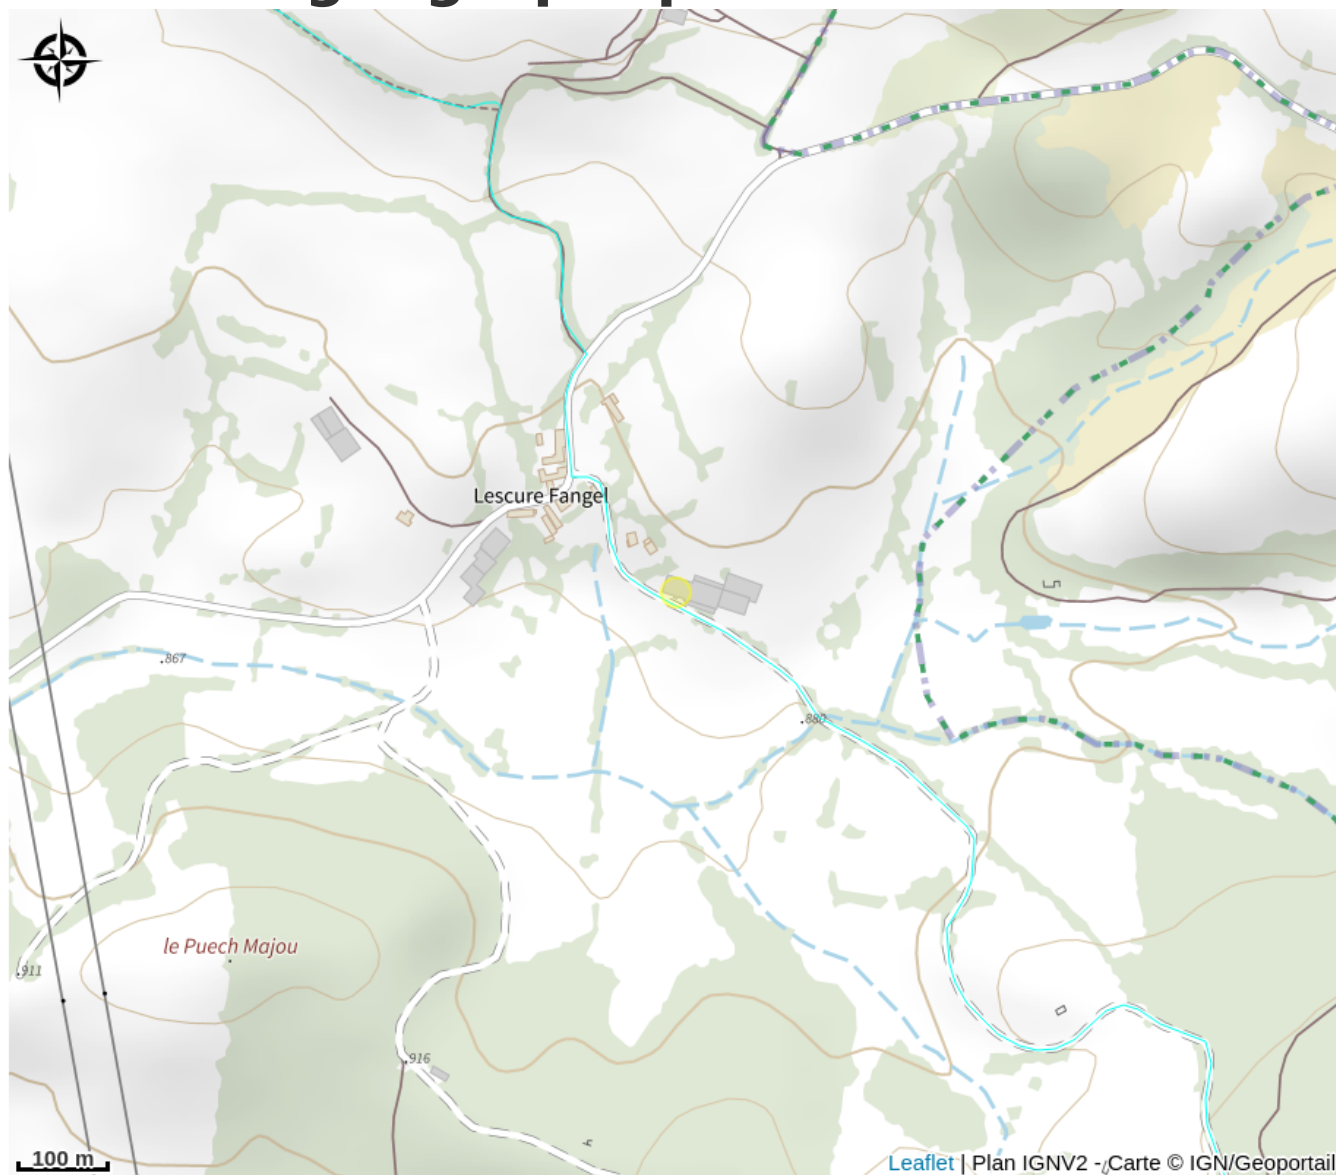 Lescure Fangel
867
880
le Puech Majou
911
916
100 m
Leaflet | Plan IGNV2 - Carte © IGN/Geoportail